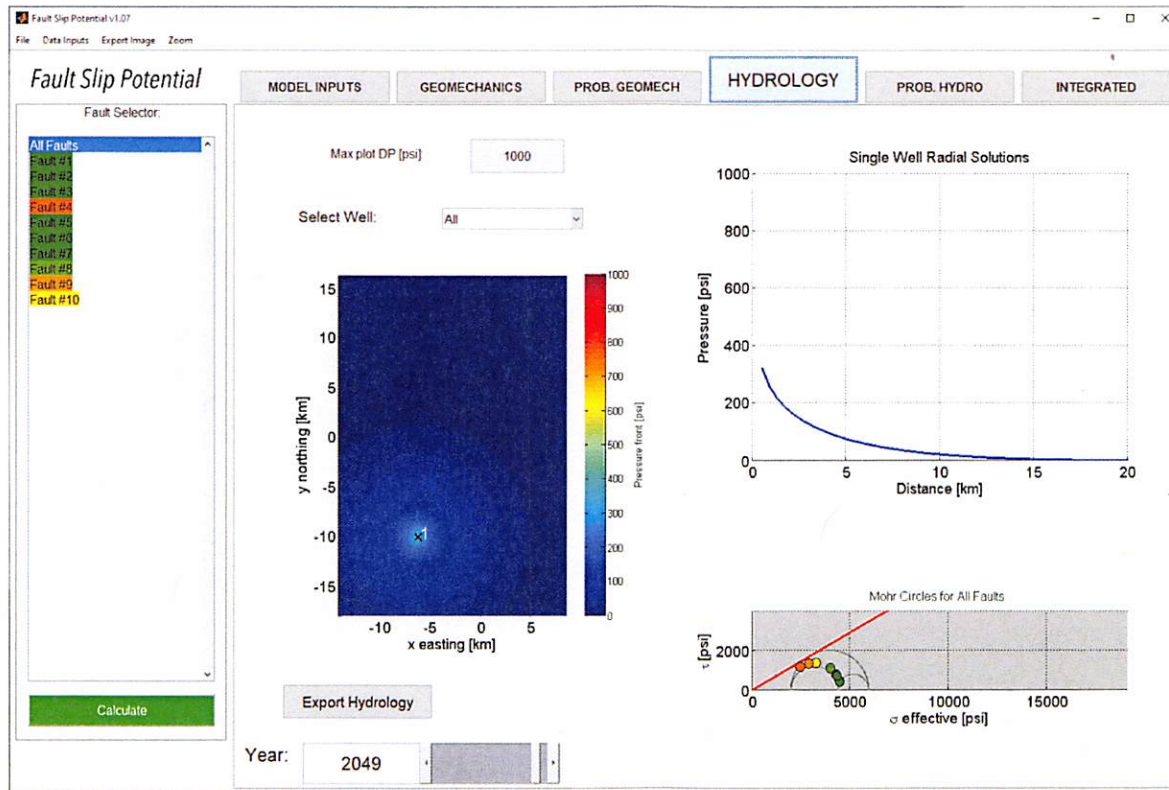 Fault Slip Potential v1.07
File Data Inputs Export Image Zoom
Fault Slip Potential
MODEL INPUTS
GEOMECHANICS
PROB. GEOMECH
HYDROLOGY
PROB. HYDRO
INTEGRATED
Fault Selector:
All Faults
Fault #1
Fault #2
Fault #3
Fault #4
Fault #5
Fault #6
Fault #7
Fault #8
Fault #9
Fault #10
Calculate
Max plot DP [psi]
1000
Select Well:
All
15
10
5
0
-5
-10
-15
y northing [km]
1
-10 -5 0 5
x easting [km]
1000
900
800
700
600
500
400
300
200
100
0
Pressure front [psi]
Export Hydrology
Year:
2049
Single Well Radial Solutions
1000
800
600
400
200
0
Pressure [psi]
0 5 10 15 20
Distance [km]
Mohr Circles for All Faults
2000
0
τ [psi]
0 5000 10000 15000
σ effective [psi]